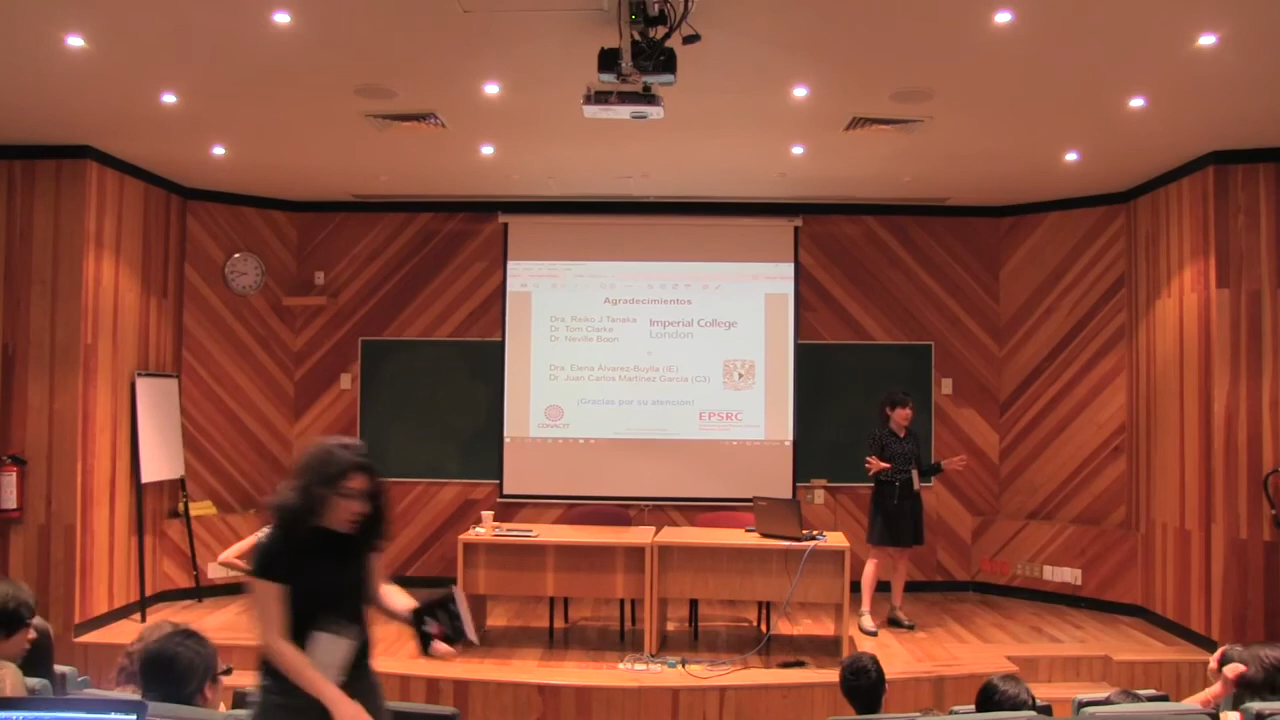 Agradecimientos
Dra. Reiko J Tanaka
Dr. Tom Clarke
Dr. Neville Boon
Imperial College
London
Dra. Elena Álvarez-Buylla (IE)
Dr. Juan Carlos Martínez García (C3)
¡Gracias por su atención!
CONACYT
EPSRC